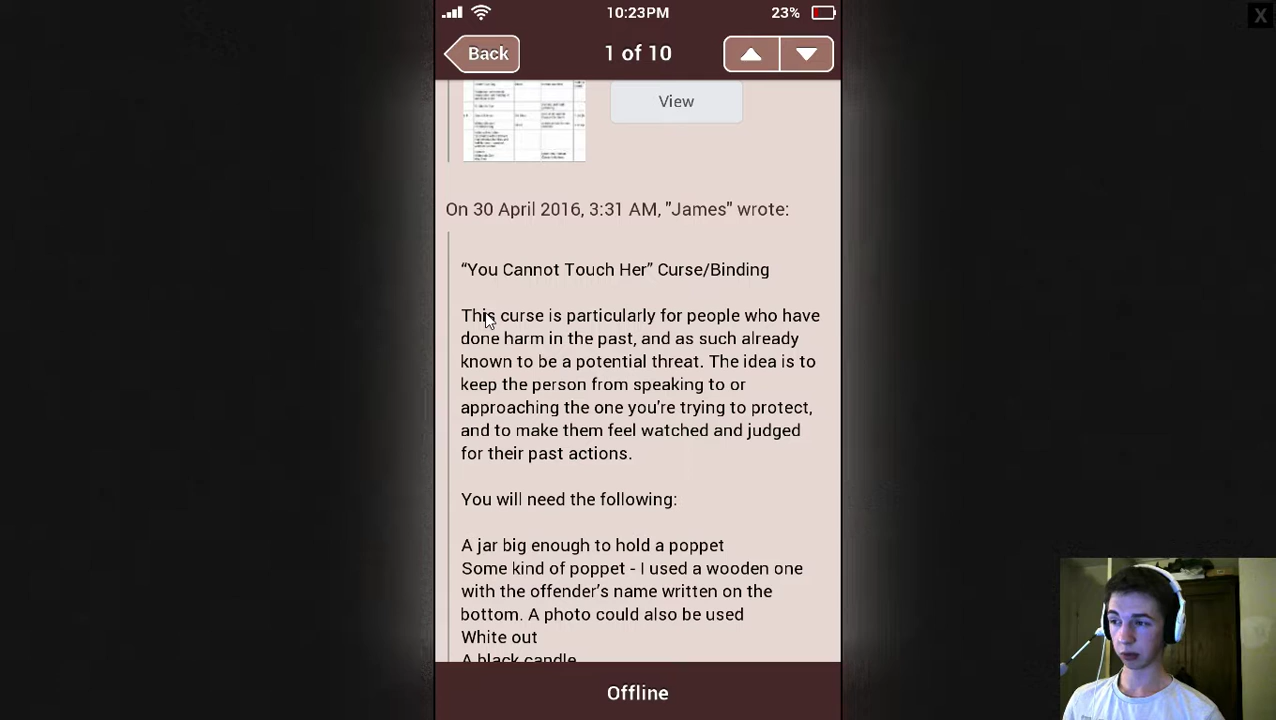 10:23PM
23%
X
Back
1 of 10
View
On 30 April 2016, 3:31 AM, "James" wrote:
“You Cannot Touch Her” Curse/Binding
This curse is particularly for people who have
done harm in the past, and as such already
known to be a potential threat. The idea is to
keep the person from speaking to or
approaching the one you’re trying to protect,
and to make them feel watched and judged
for their past actions.
You will need the following:
A jar big enough to hold a poppet
Some kind of poppet - I used a wooden one
with the offender’s name written on the
bottom. A photo could also be used
White out
A black candle
Offline